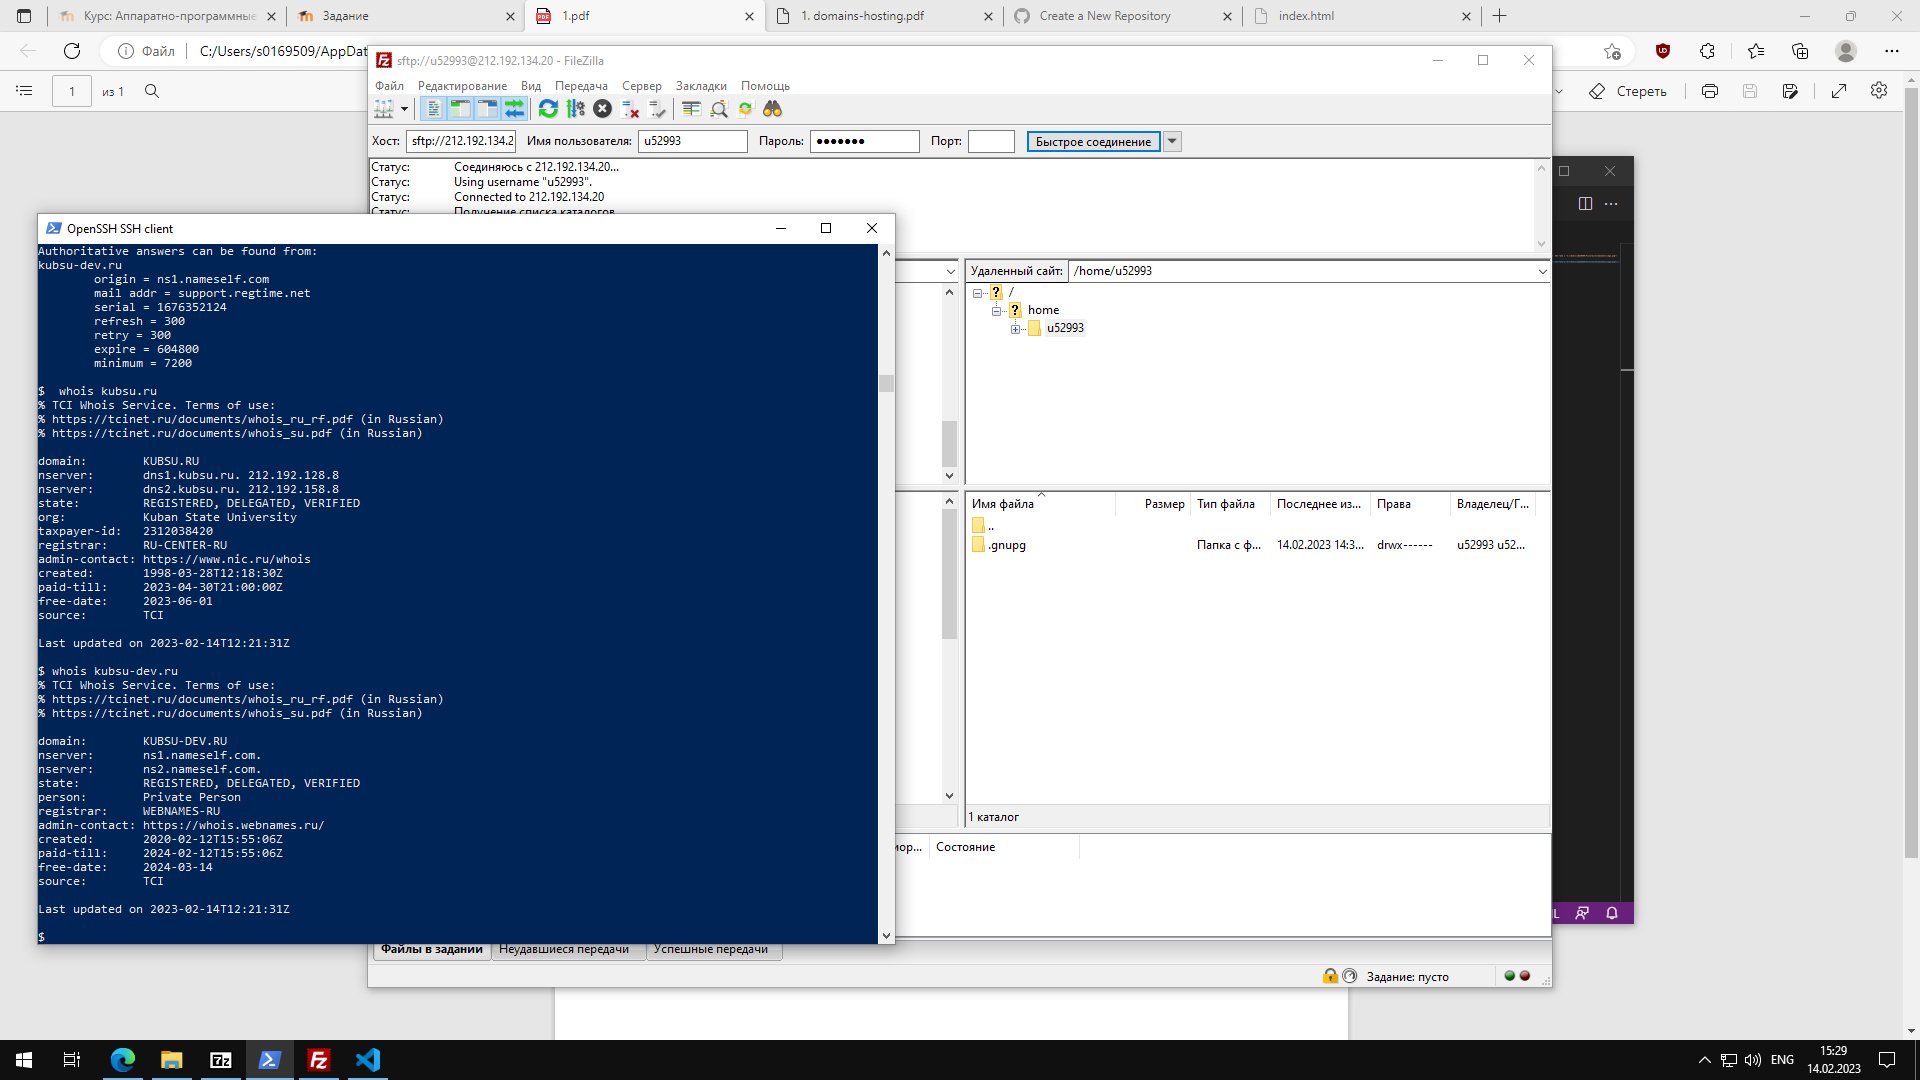 Курс: Аппаратно-программные
Задание
1.pdf
1. domains-hosting.pdf
Create a New Repository
index.html
Файл
C:/Users/s0169509/AppDat
1
из 1
Стереть
sftp://u52993@212.192.134.20 - FileZilla
Файл Редактирование Вид Передача Сервер Закладки Помощь
Хост: sftp://212.192.134.2 Имя пользователя: u52993 Пароль: ●●●●●●● Порт: Быстрое соединение
Статус: Соединяюсь с 212.192.134.20...
Статус: Using username "u52993".
Статус: Connected to 212.192.134.20
Статус: Получение списка каталогов
OpenSSH SSH client
Authoritative answers can be found from:
kubsu-dev.ru
origin = ns1.nameself.com
mail addr = support.regtime.net
serial = 1676352124
refresh = 300
retry = 300
expire = 604800
minimum = 7200
$  whois kubsu.ru
% TCI Whois Service. Terms of use:
% https://tcinet.ru/documents/whois_ru_rf.pdf (in Russian)
% https://tcinet.ru/documents/whois_su.pdf (in Russian)
domain: KUBSU.RU
nserver: dns1.kubsu.ru. 212.192.128.8
nserver: dns2.kubsu.ru. 212.192.158.8
state: REGISTERED, DELEGATED, VERIFIED
org: Kuban State University
taxpayer-id: 2312038420
registrar: RU-CENTER-RU
admin-contact: https://www.nic.ru/whois
created: 1998-03-28T12:18:30Z
paid-till: 2023-04-30T21:00:00Z
free-date: 2023-06-01
source: TCI
Last updated on 2023-02-14T12:21:31Z
$ whois kubsu-dev.ru
% TCI Whois Service. Terms of use:
% https://tcinet.ru/documents/whois_ru_rf.pdf (in Russian)
% https://tcinet.ru/documents/whois_su.pdf (in Russian)
domain: KUBSU-DEV.RU
nserver: ns1.nameself.com.
nserver: ns2.nameself.com.
state: REGISTERED, DELEGATED, VERIFIED
person: Private Person
registrar: WEBNAMES-RU
admin-contact: https://whois.webnames.ru/
created: 2020-02-12T15:55:06Z
paid-till: 2024-02-12T15:55:06Z
free-date: 2024-03-14
source: TCI
Last updated on 2023-02-14T12:21:31Z
$
Удаленный сайт: /home/u52993
/
home
u52993
Имя файла Размер Тип файла Последнее из... Права Владелец/Г...
..
.gnupg Папка с ф... 14.02.2023 14:3... drwx------ u52993 u52...
1 каталог
иор... Состояние
Файлы в задании Неудавшиеся передачи Успешные передачи
Задание: пусто
L
7z
ENG
15:29
14.02.2023